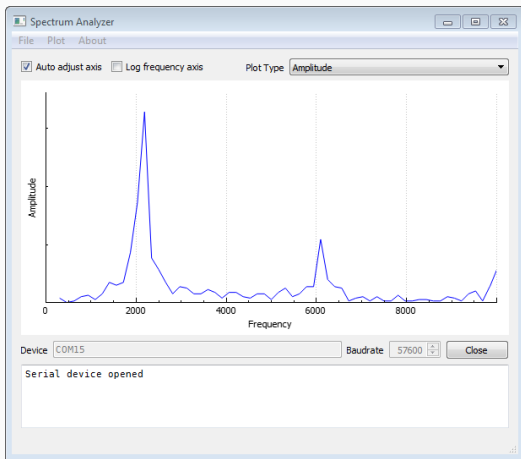 Spectrum Analyzer
File Plot About
Auto adjust axis Log frequency axis Plot Type Amplitude
Amplitude
0 2000 4000 6000 8000
Frequency
Device COM15 Baudrate 57600 Close
Serial device opened